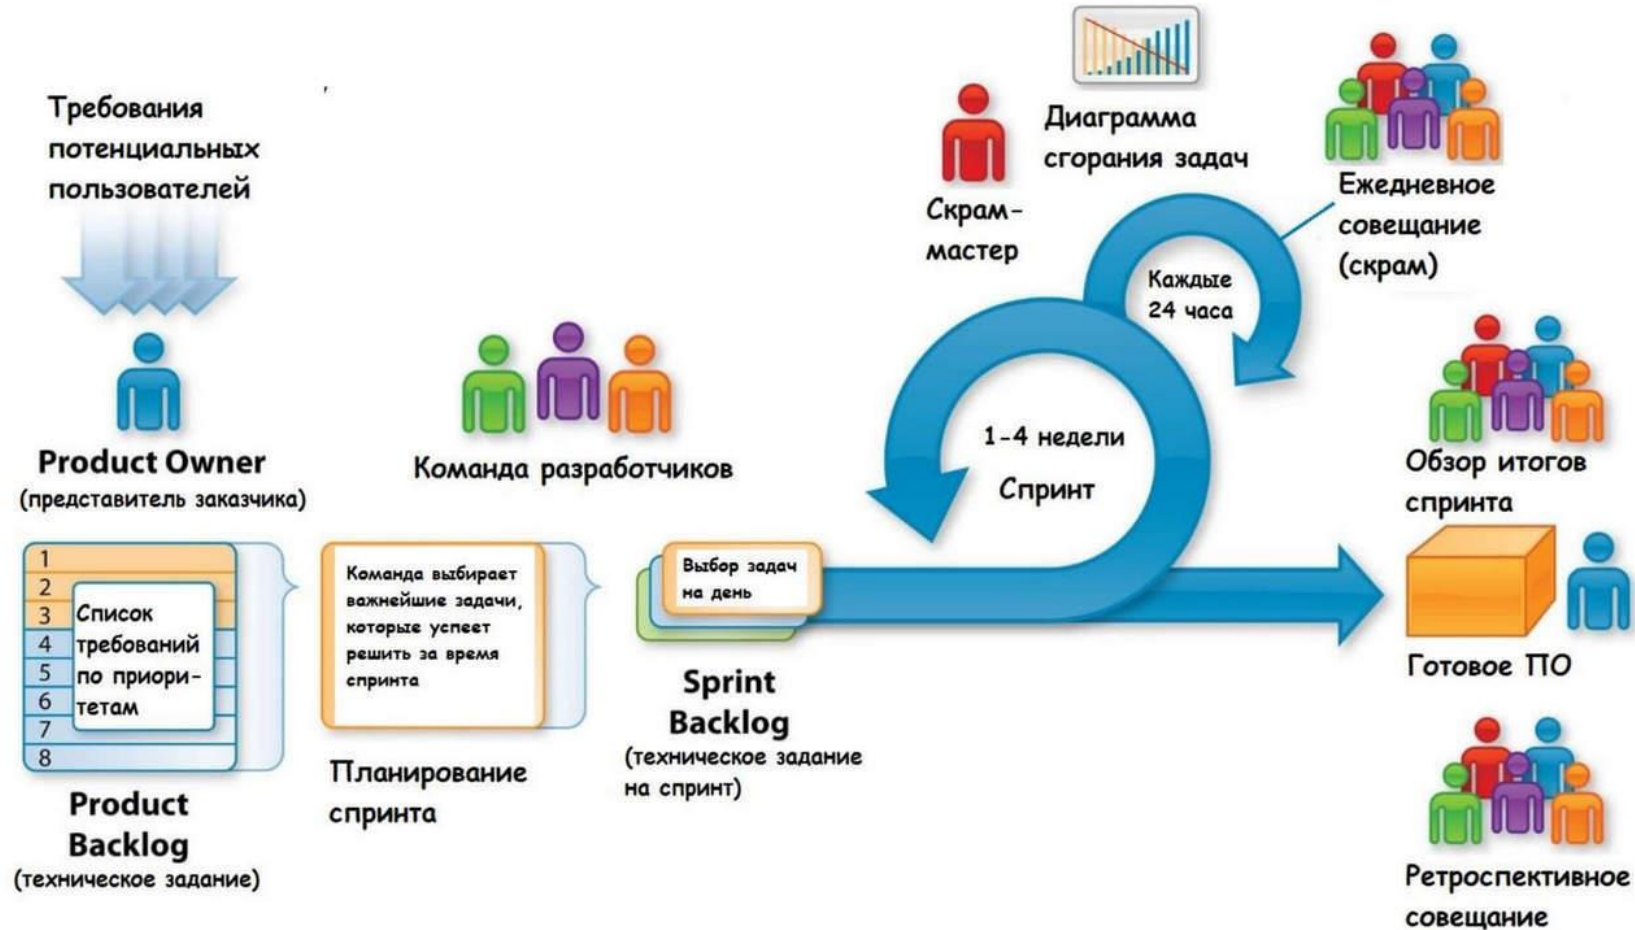 Требования
потенциальных
пользователей
Product Owner
(представитель заказчика)
1
2
3
4
5
6
7
8
Список
требований
по приори-
тетам
Product
Backlog
(техническое задание)
Команда разработчиков
Команда выбирает
важнейшие задачи,
которые успеет
решить за время
спринта
Планирование
спринта
Выбор задач
на день
Sprint
Backlog
(техническое задание
на спринт)
Скрам-
мастер
Диаграмма
сгорания задач
Каждые
24 часа
1-4 недели
Спринт
Ежедневное
совещание
(скрам)
Обзор итогов
спринта
Готовое ПО
Ретроспективное
совещание